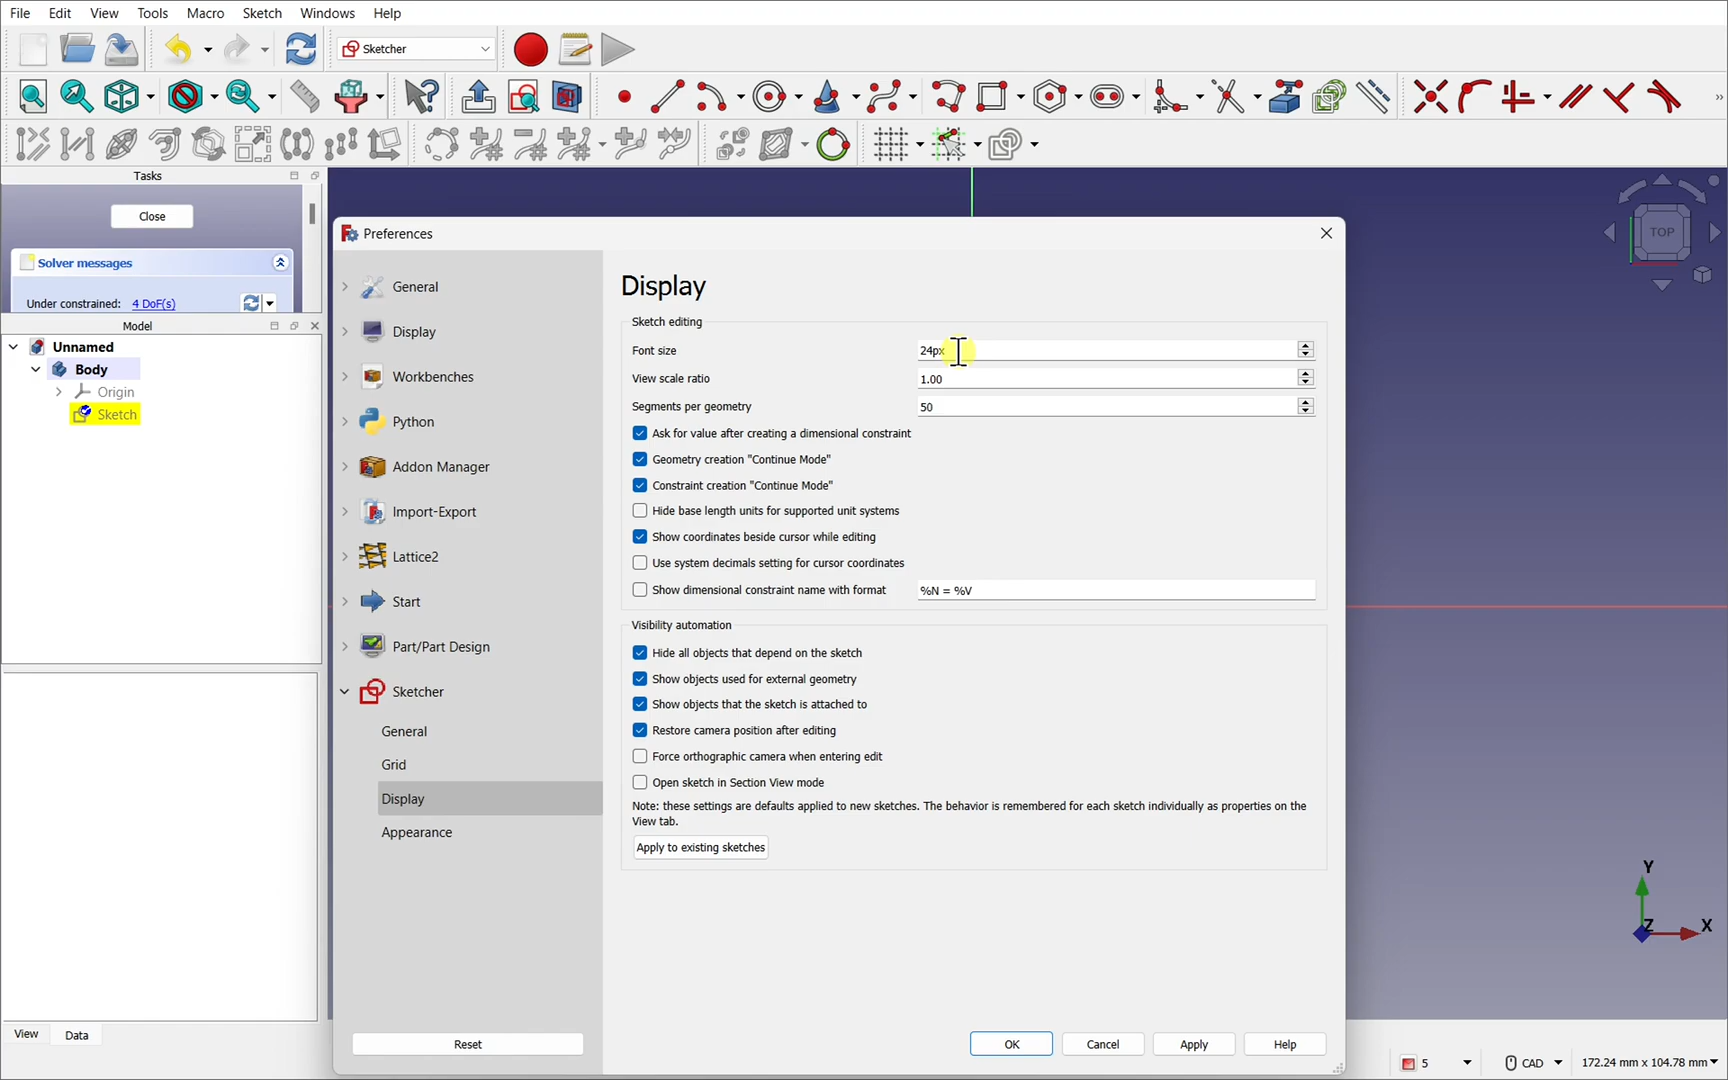 File Edit View Tools Macro Sketch Windows Help
Sketcher
Tasks
Close
Solver messages
Under constrained: 4 DoF(s)
Model
Unnamed
Body
Origin
Sketch
View Data
Preferences
General
Display
Workbenches
Python
Addon Manager
Import-Export
Lattice2
Start
Part/Part Design
Sketcher
General
Grid
Display
Appearance
Reset
Display
Sketch editing
Font size 24px
View scale ratio 1.00
Segments per geometry 50
Ask for value after creating a dimensional constraint
Geometry creation "Continue Mode"
Constraint creation "Continue Mode"
Hide base length units for supported unit systems
Show coordinates beside cursor while editing
Use system decimals setting for cursor coordinates
Show dimensional constraint name with format %N = %V
Visibility automation
Hide all objects that depend on the sketch
Show objects used for external geometry
Show objects that the sketch is attached to
Restore camera position after editing
Force orthographic camera when entering edit
Open sketch in Section View mode
Note: these settings are defaults applied to new sketches. The behavior is remembered for each sketch individually as properties on the
View tab.
Apply to existing sketches
OK Cancel Apply Help
TOP
Y
Z X
5 CAD 172.24 mm x 104.78 mm